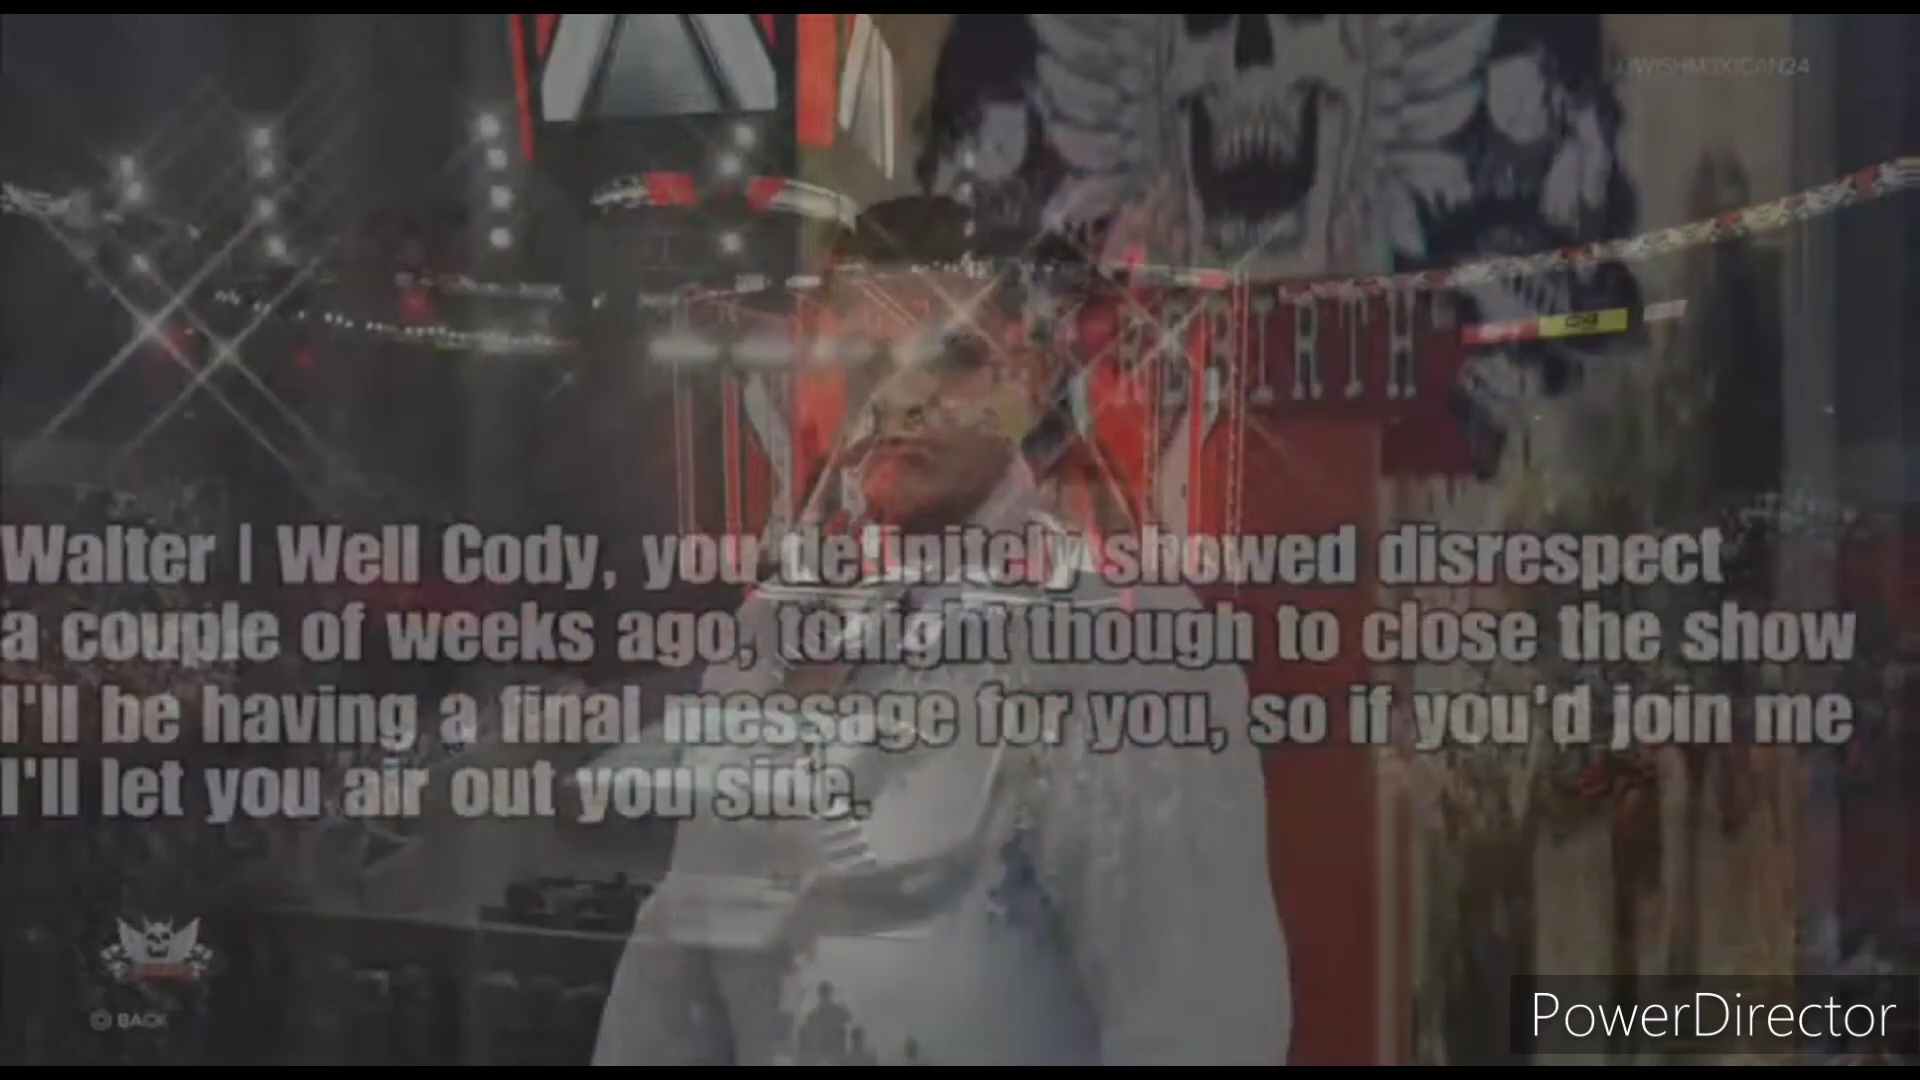 REBIRTH
Walter | Well Cody, you definitely showed disrespect
a couple of weeks ago, tonight though to close the show
I'll be having a final message for you, so if you'd join me
I'll let you air out you side.
BACK
PowerDirector